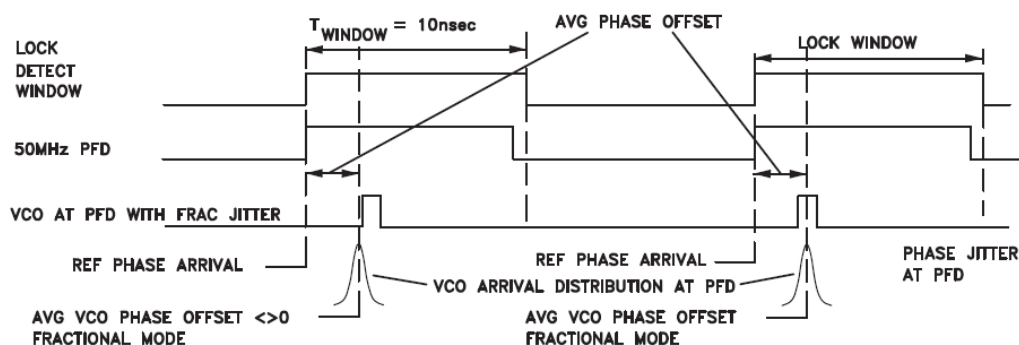 T WINDOW = 10nsec
AVG PHASE OFFSET
LOCK
DETECT
WINDOW
LOCK WINDOW
50MHz PFD
VCO AT PFD WITH FRAC JITTER
REF PHASE ARRIVAL
REF PHASE ARRIVAL
PHASE JITTER
AT PFD
VCO ARRIVAL DISTRIBUTION AT PFD
AVG VCO PHASE OFFSET <>0
FRACTIONAL MODE
AVG VCO PHASE OFFSET
FRACTIONAL MODE